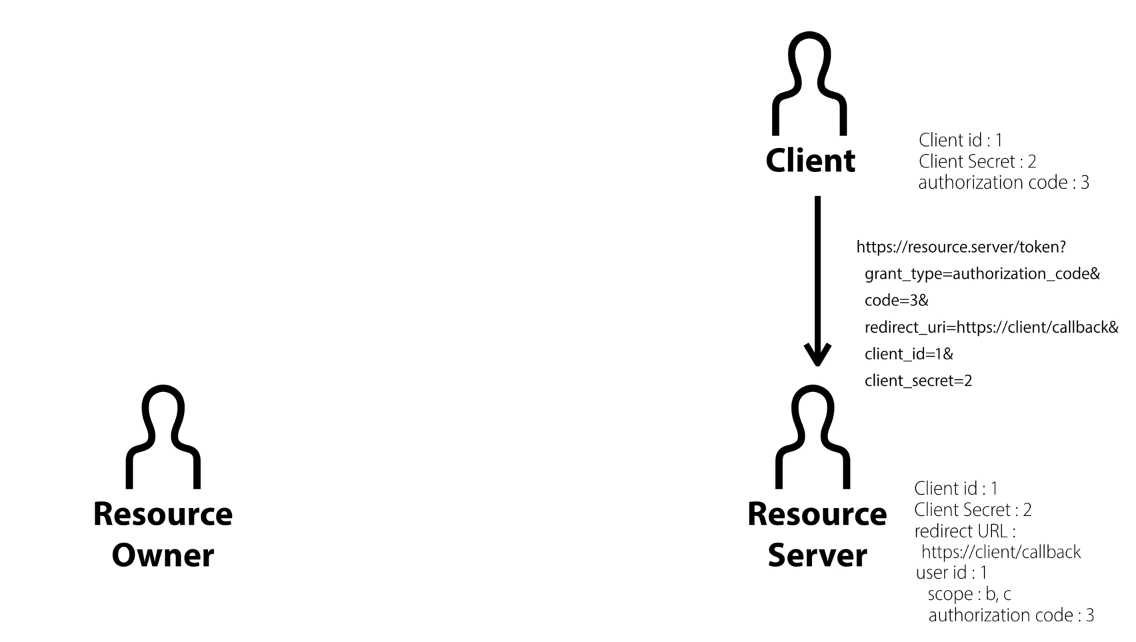 Client
Client id : 1
Client Secret : 2
authorization code : 3
https://resource.server/token?
grant_type=authorization_code&
code=3&
redirect_uri=https://client/callback&
client_id=1&
client_secret=2
Resource
Owner
Resource
Server
Client id : 1
Client Secret : 2
redirect URL :
https://client/callback
user id : 1
scope : b, c
authorization code : 3